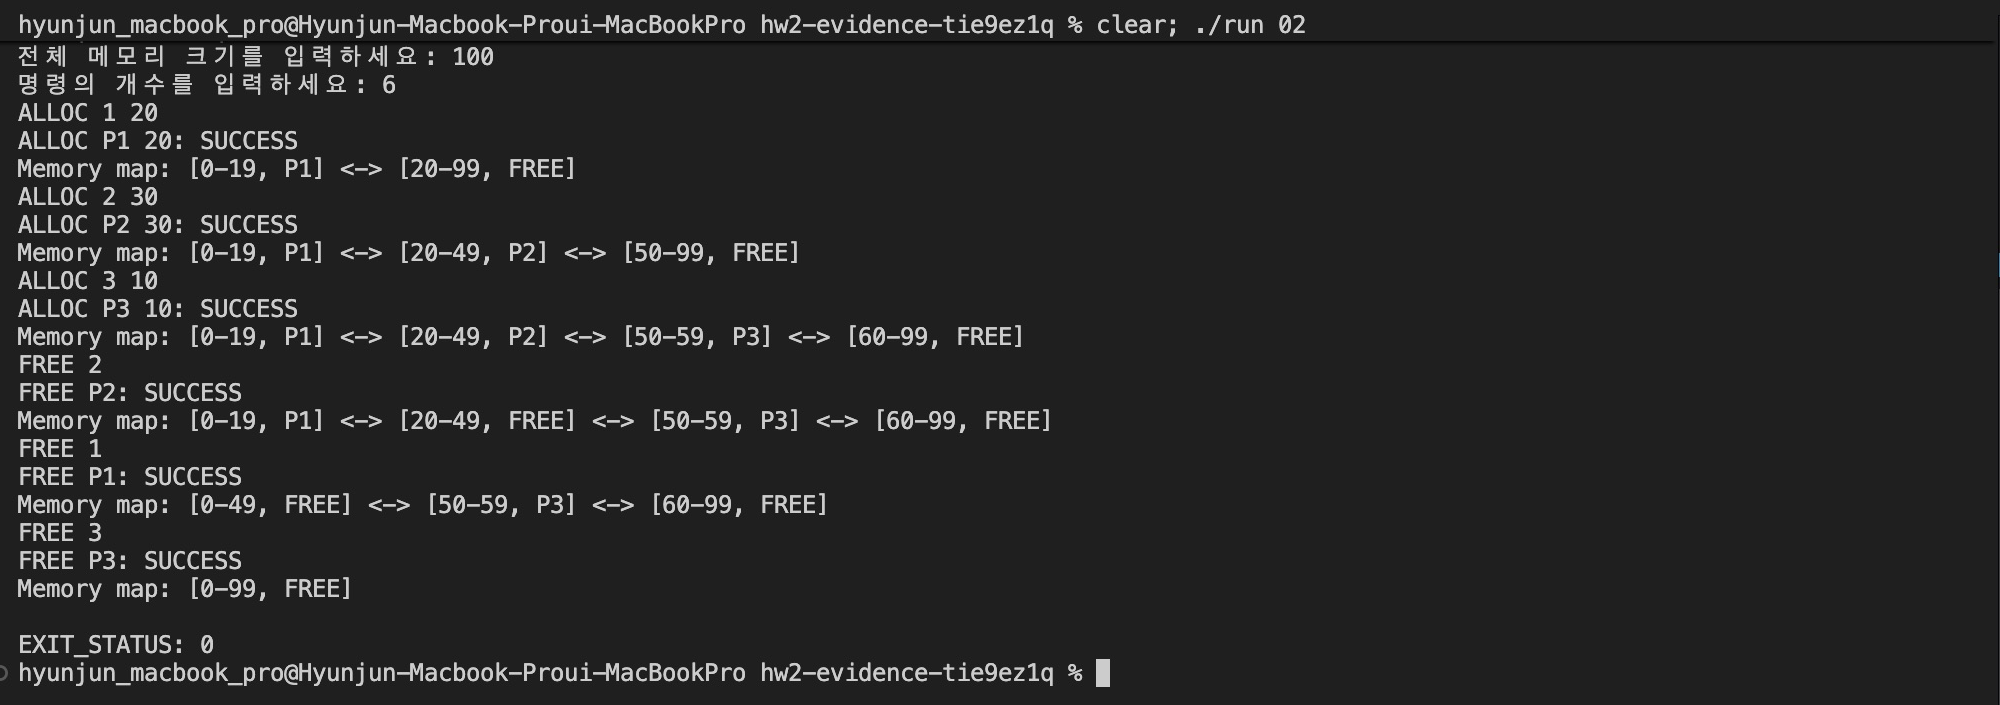 hyunjun_macbook_pro@Hyunjun-Macbook-Proui-MacBookPro hw2-evidence-tie9ez1q % clear; ./run 02
전체 메모리 크기를 입력하세요: 100
명령의 개수를 입력하세요: 6
ALLOC 1 20
ALLOC P1 20: SUCCESS
Memory map: [0-19, P1] <-> [20-99, FREE]
ALLOC 2 30
ALLOC P2 30: SUCCESS
Memory map: [0-19, P1] <-> [20-49, P2] <-> [50-99, FREE]
ALLOC 3 10
ALLOC P3 10: SUCCESS
Memory map: [0-19, P1] <-> [20-49, P2] <-> [50-59, P3] <-> [60-99, FREE]
FREE 2
FREE P2: SUCCESS
Memory map: [0-19, P1] <-> [20-49, FREE] <-> [50-59, P3] <-> [60-99, FREE]
FREE 1
FREE P1: SUCCESS
Memory map: [0-49, FREE] <-> [50-59, P3] <-> [60-99, FREE]
FREE 3
FREE P3: SUCCESS
Memory map: [0-99, FREE]
EXIT_STATUS: 0
hyunjun_macbook_pro@Hyunjun-Macbook-Proui-MacBookPro hw2-evidence-tie9ez1q %